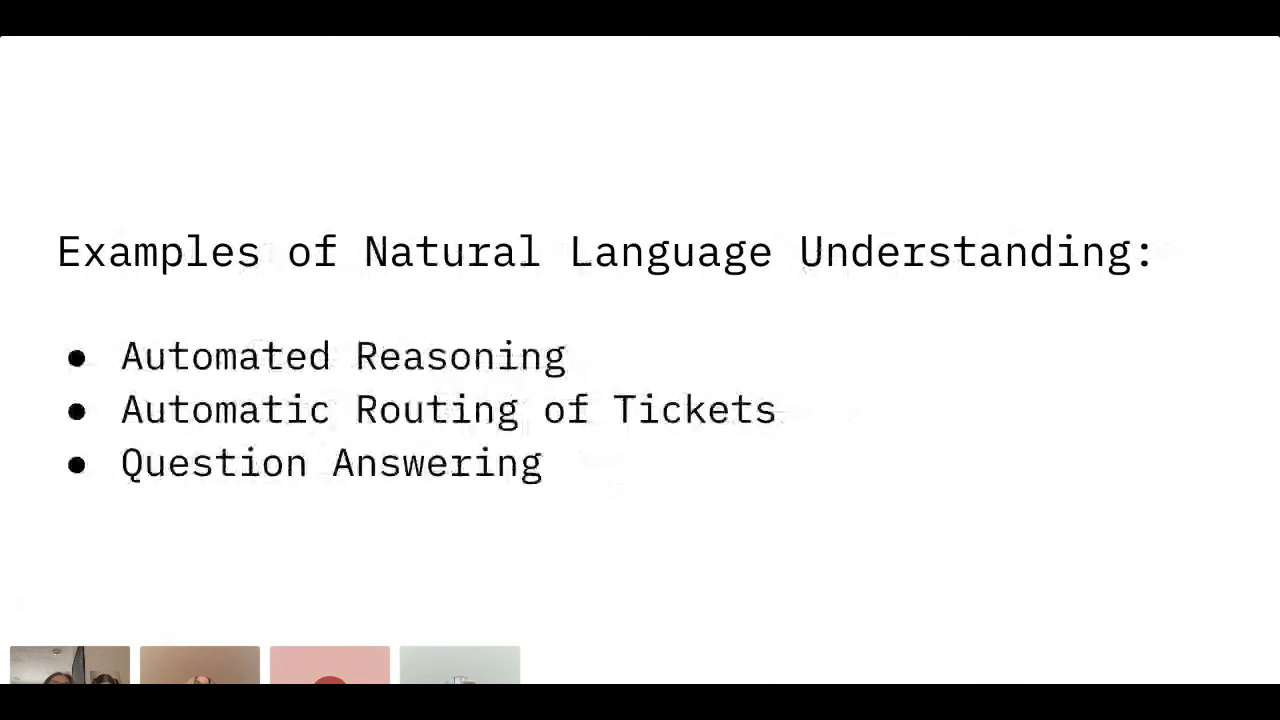 Examples of Natural Language Understanding:
● Automated Reasoning
● Automatic Routing of Tickets
● Question Answering